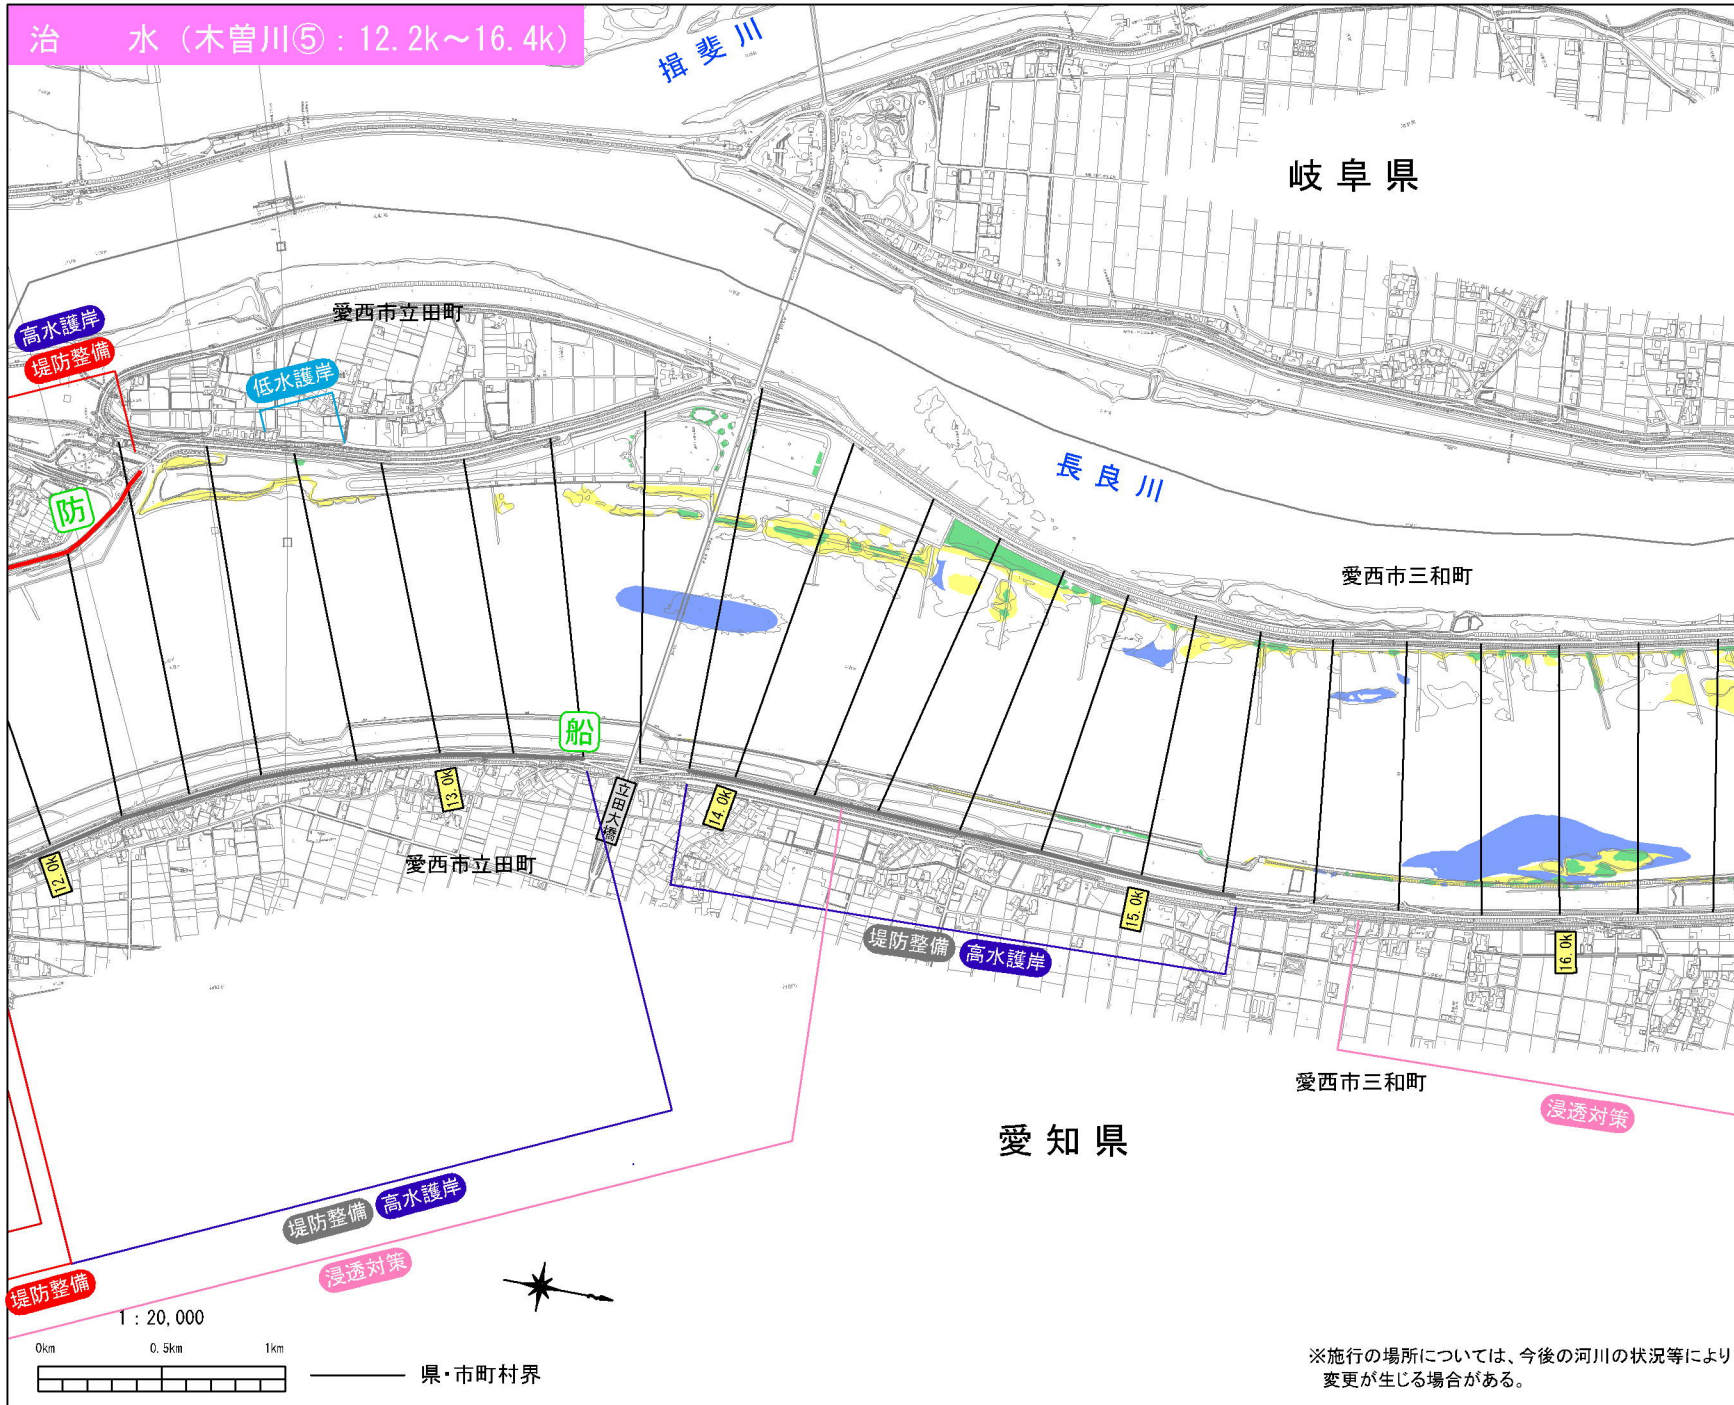 治　水（木曽川⑤：12.2k～16.4k）
揖斐川
岐阜県
愛西市立田町
高水護岸
堤防整備
低水護岸
防
長良川
愛西市三和町
船
立田大橋
12.0k
13.0k
14.0k
15.0k
16.0k
愛西市立田町
堤防整備
高水護岸
愛西市三和町
浸透対策
愛知県
堤防整備
高水護岸
浸透対策
堤防整備
1：20,000
0km 0.5km 1km
県・市町村界
※施行の場所については、今後の河川の状況等により
変更が生じる場合がある。